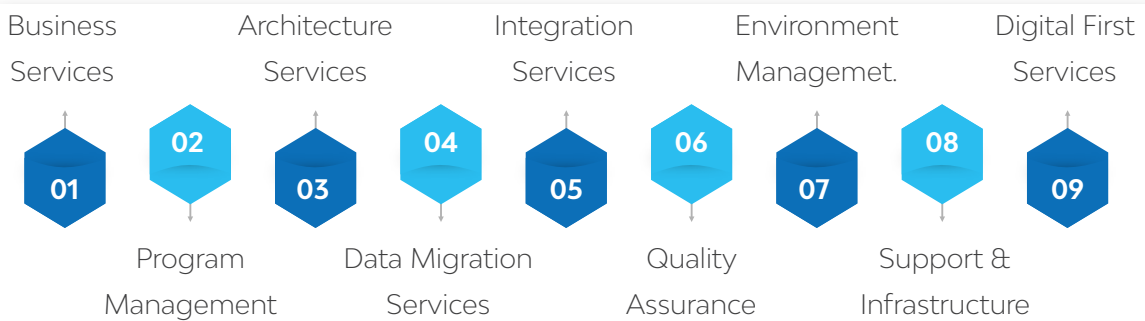 Business
Services
Architecture
Services
Integration
Services
Environment
Managemet.
Digital First
Services
01
02
03
04
05
06
07
08
09
Program
Management
Data Migration
Services
Quality
Assurance
Support &
Infrastructure